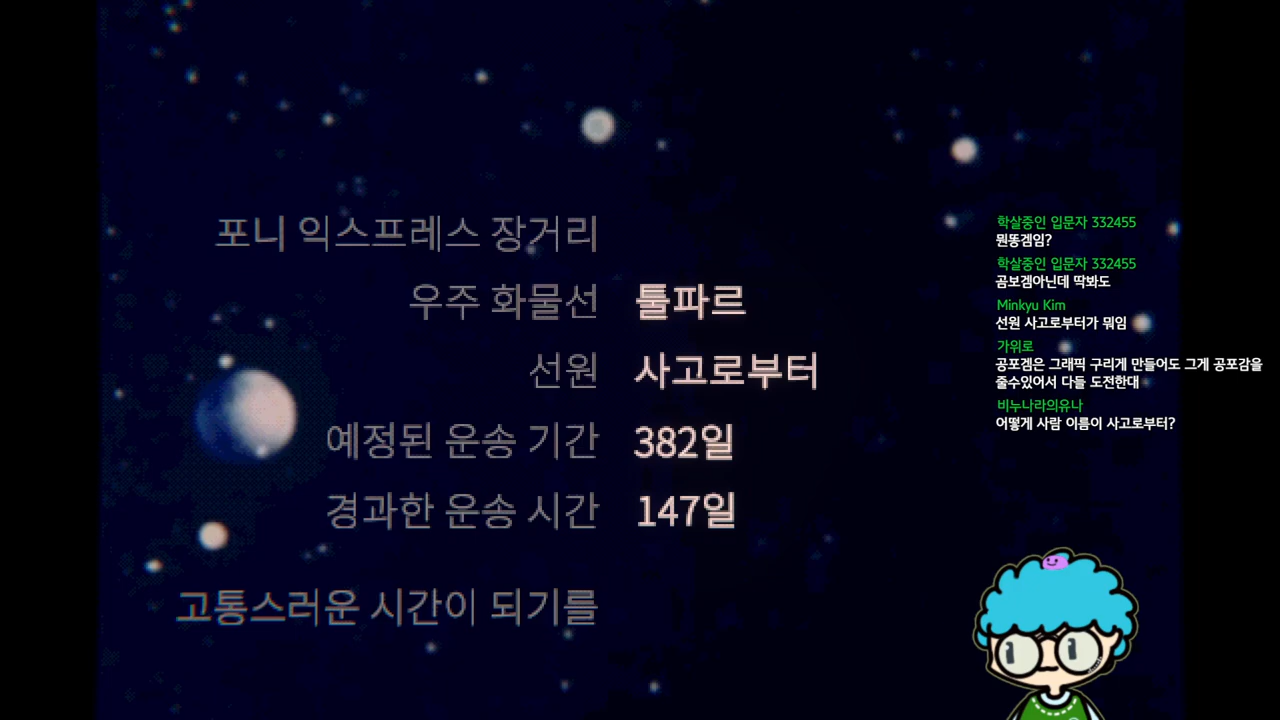 포니 익스프레스 장거리
우주 화물선 툴파르
선원 사고로부터
예정된 운송 기간 382일
경과한 운송 시간 147일
고통스러운 시간이 되기를
학살중인 입문자 332455
뭔똥겜임?
학살중인 입문자 332455
곰보겜아닌데 딱봐도
Minkyu Kim
선원 사고로부터가 뭐임
가위로
공포겜은 그래픽 구리게 만들어도 그게 공포감을
줄수있어서 다들 도전한대
비누나라의유나
어떻게 사람 이름이 사고로부터?